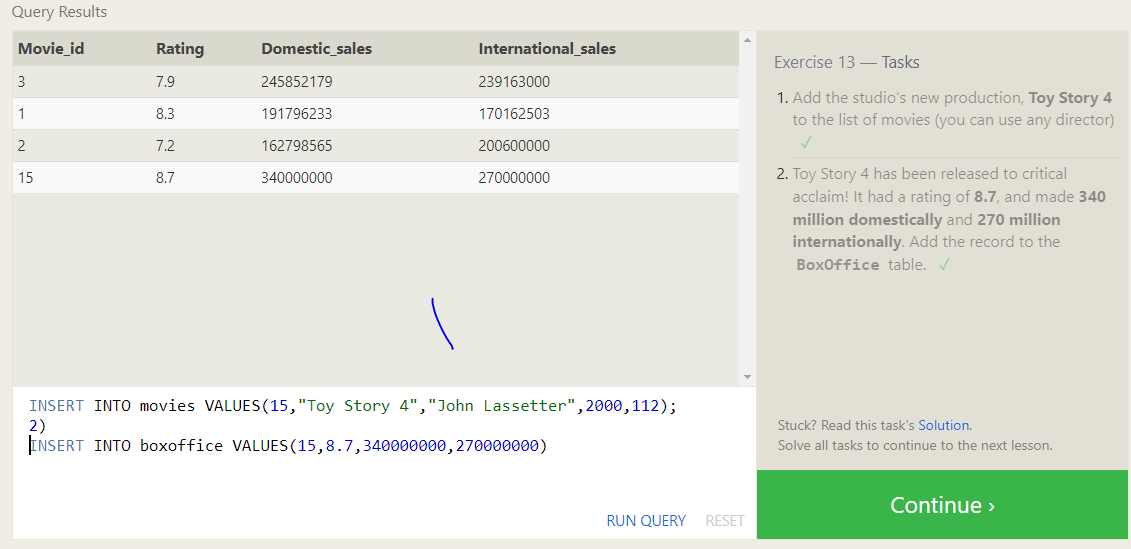 Query Results
Movie_id Rating Domestic_sales International_sales
3 7.9 245852179 239163000
1 8.3 191796233 170162503
2 7.2 162798565 200600000
15 8.7 340000000 270000000
INSERT INTO movies VALUES(15,"Toy Story 4","John Lassetter",2000,112);
2)
INSERT INTO boxoffice VALUES(15,8.7,340000000,270000000)
RUN QUERY RESET
Exercise 13 — Tasks
1. Add the studio's new production, Toy Story 4
to the list of movies (you can use any director)
✓
2. Toy Story 4 has been released to critical
acclaim! It had a rating of 8.7, and made 340
million domestically and 270 million
internationally. Add the record to the
BoxOffice table. ✓
Stuck? Read this task's Solution.
Solve all tasks to continue to the next lesson.
Continue ›